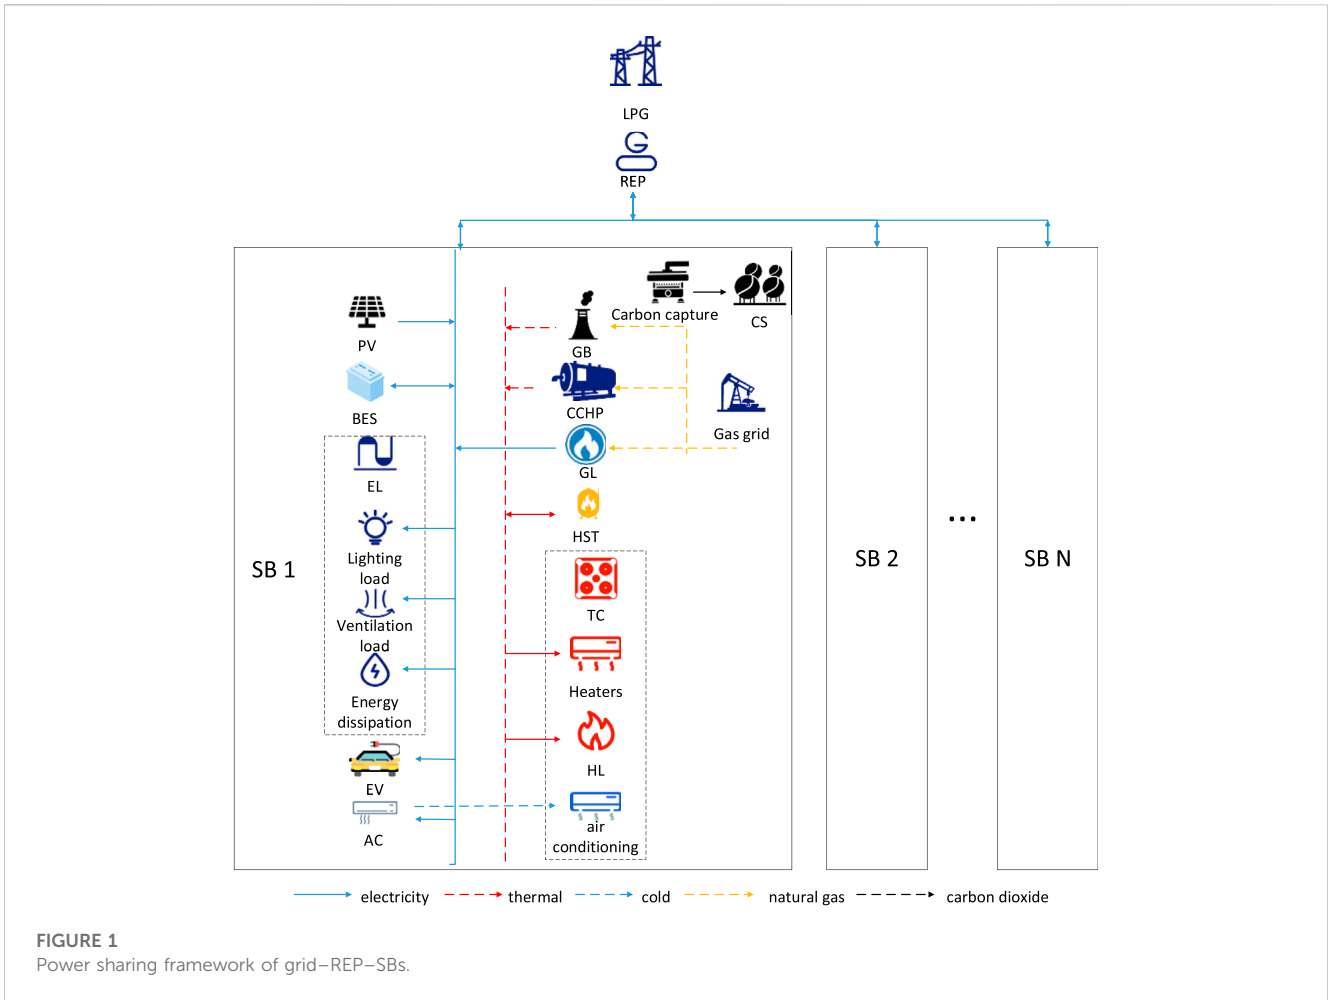 LPG
REP
PV
BES
EL
Lighting
load
Ventilation
load
Energy
dissipation
EV
AC
SB 1
Carbon capture
CS
GB
CCHP
Gas grid
GL
HST
TC
Heaters
HL
air
conditioning
SB 2
...
SB N
electricity
thermal
cold
natural gas
carbon dioxide
FIGURE 1
Power sharing framework of grid–REP–SBs.